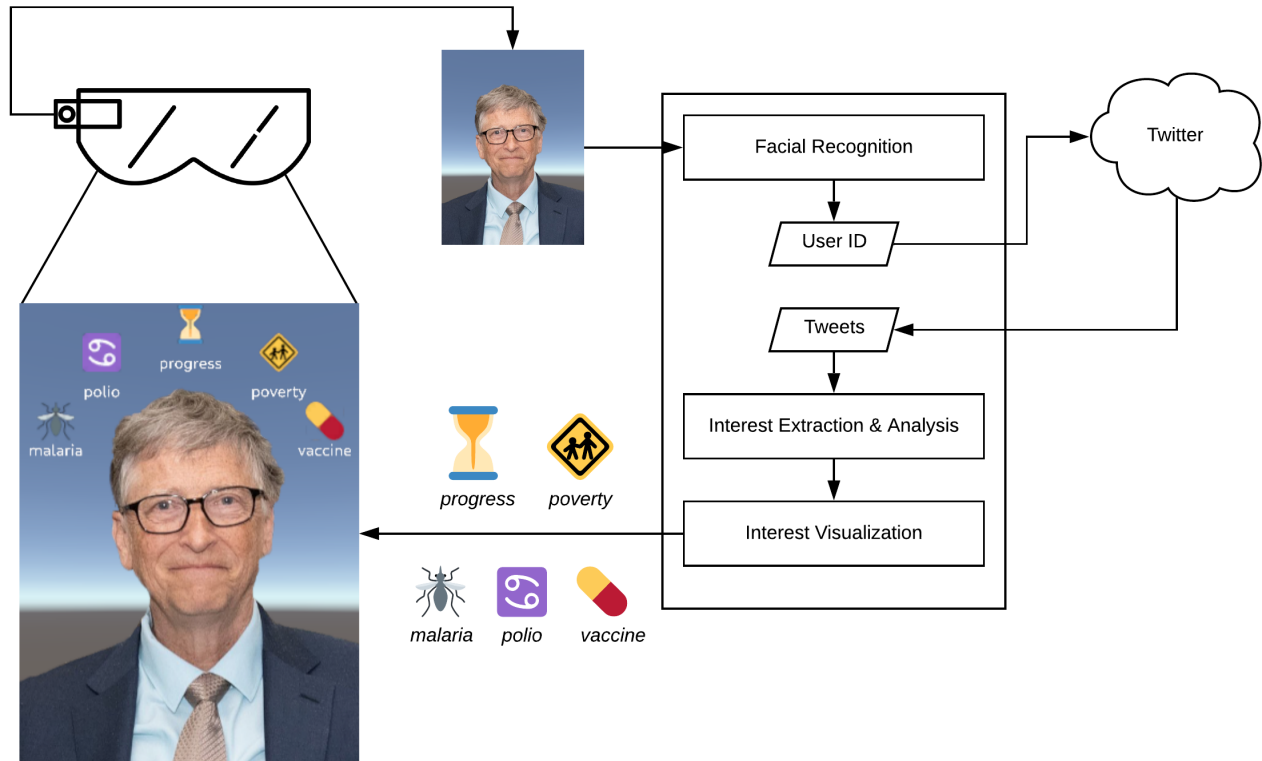 Facial Recognition
User ID
Twitter
Tweets
Interest Extraction & Analysis
Interest Visualization
progress
poverty
malaria
polio
vaccine
progress
polio
poverty
malaria
vaccine